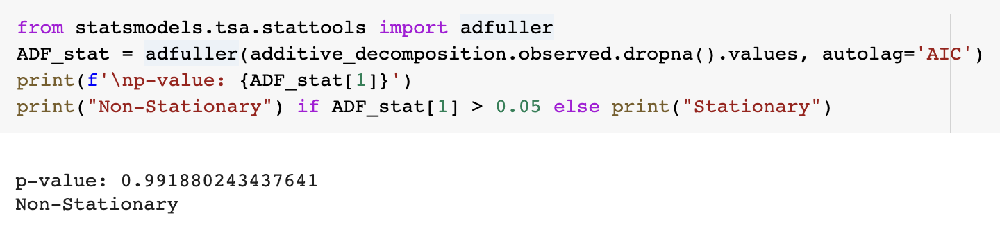 from statsmodels.tsa.stattools import adfuller
ADF_stat = adfuller(additive_decomposition.observed.dropna().values, autolag='AIC')
print(f'\np-value: {ADF_stat[1]}')
print("Non-Stationary") if ADF_stat[1] > 0.05 else print("Stationary")
p-value: 0.991880243437641
Non-Stationary